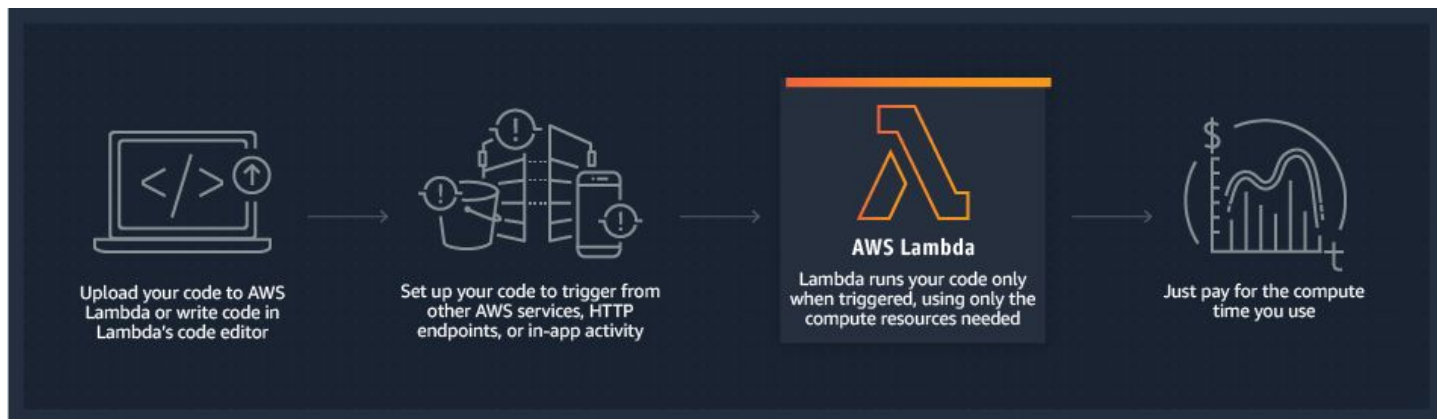 </>
Upload your code to AWS
Lambda or write code in
Lambda's code editor
Set up your code to trigger from
other AWS services, HTTP
endpoints, or in-app activity
AWS Lambda
Lambda runs your code only
when triggered, using only the
compute resources needed
$
t
Just pay for the compute
time you use